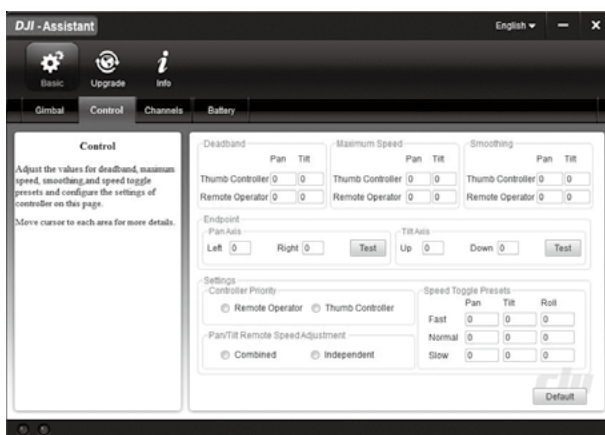 DJI - Assistant
English
Basic
Upgrade
Info
Gimbal
Control
Channels
Battery
Control
Adjust the values for deadband, maximum
speed, smoothing,and speed toggle
presets and configure the settings of
controller on this page.
Move cursor to each area for more details.
Deadband
Pan Tilt
Thumb Controller 0 0
Remote Operator 0 0
Maximum Speed
Pan Tilt
Thumb Controller 0 0
Remote Operator 0 0
Smoothing
Pan Tilt
Thumb Controller 0 0
Remote Operator 0 0
Endpoint
Pan Axis
Left 0 Right 0 Test
Tilt Axis
Up 0 Down 0 Test
Settings
Controller Priority
Remote Operator Thumb Controller
Pan/Tilt Remote Speed Adjustment
Combined Independent
Speed Toggle Presets
Pan Tilt Roll
Fast 0 0 0
Normal 0 0 0
Slow 0 0 0
dji
Default